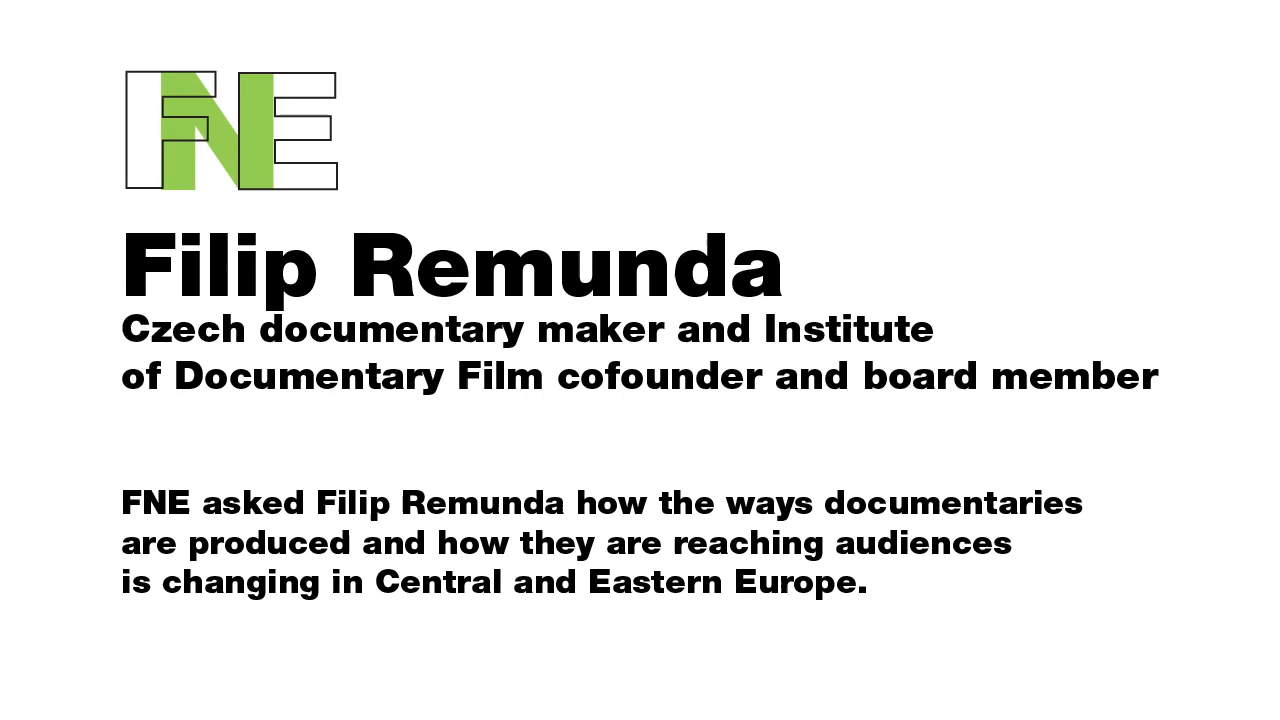 FNE
Filip Remunda
Czech documentary maker and Institute
of Documentary Film cofounder and board member
FNE asked Filip Remunda how the ways documentaries
are produced and how they are reaching audiences
is changing in Central and Eastern Europe.